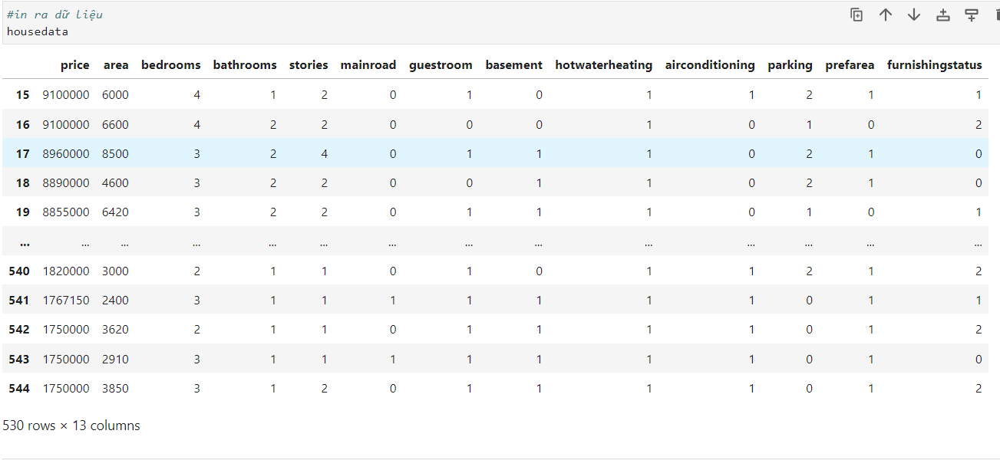 #in ra dữ liệu
housedata
price area bedrooms bathrooms stories mainroad guestroom basement hotwaterheating airconditioning parking prefarea furnishingstatus
15 9100000 6000 4 1 2 0 1 0 1 1 2 1 1
16 9100000 6600 4 2 2 0 0 0 1 0 1 0 2
17 8960000 8500 3 2 4 0 1 1 1 0 2 1 0
18 8890000 4600 3 2 2 0 0 1 1 0 2 1 0
19 8855000 6420 3 2 2 0 1 1 1 0 1 0 1
... ... ... ... ... ... ... ... ... ... ... ... ... ...
540 1820000 3000 2 1 1 0 1 0 1 1 2 1 2
541 1767150 2400 3 1 1 1 1 1 1 1 0 1 1
542 1750000 3620 2 1 1 0 1 1 1 1 0 1 2
543 1750000 2910 3 1 1 1 1 1 1 1 0 1 0
544 1750000 3850 3 1 2 0 1 1 1 1 0 1 2
530 rows × 13 columns